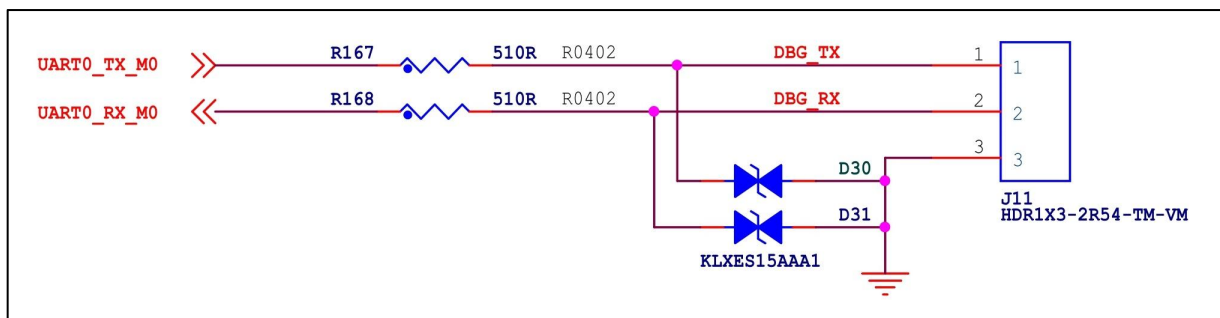 UART0_TX_M0 R167 510R R0402 DBG_TX 1 1
UART0_RX_M0 R168 510R R0402 DBG_RX 2 2
3 3
D30
J11
HDR1X3-2R54-TM-VM
D31
KLXES15AAA1